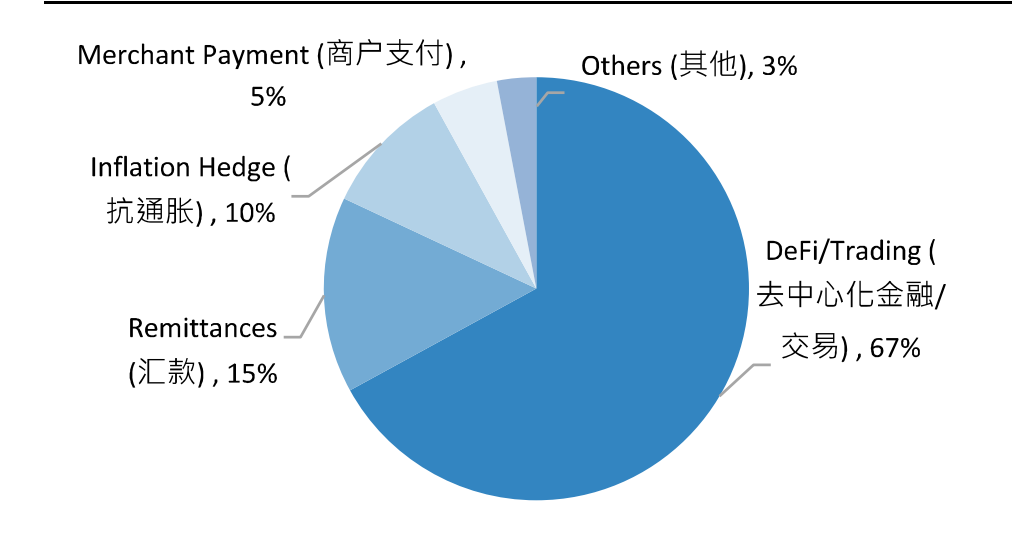 Merchant Payment (商户支付) ,
5%
Others (其他), 3%
Inflation Hedge (
抗通胀) , 10%
DeFi/Trading (
去中心化金融/
交易) , 67%
Remittances
(汇款) , 15%